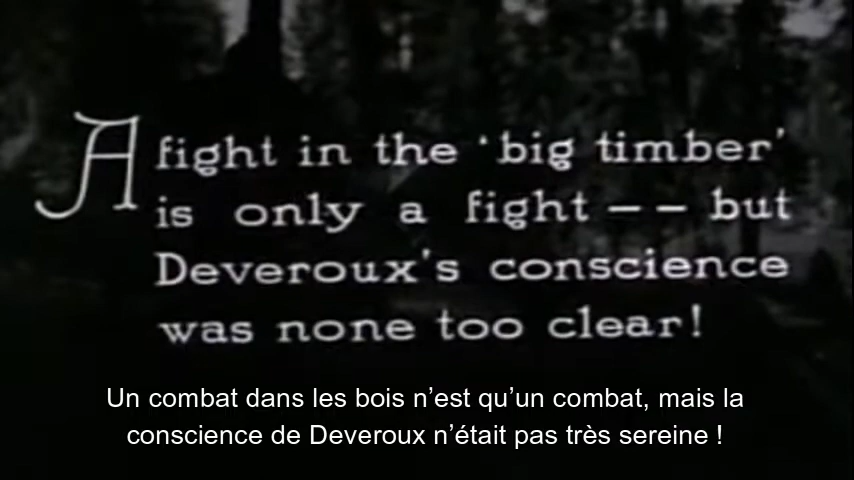 A fight in the 'big timber'
is only a fight -- but
Deveroux's conscience
was none too clear!
Un combat dans les bois n’est qu’un combat, mais la
conscience de Deveroux n’était pas très sereine !